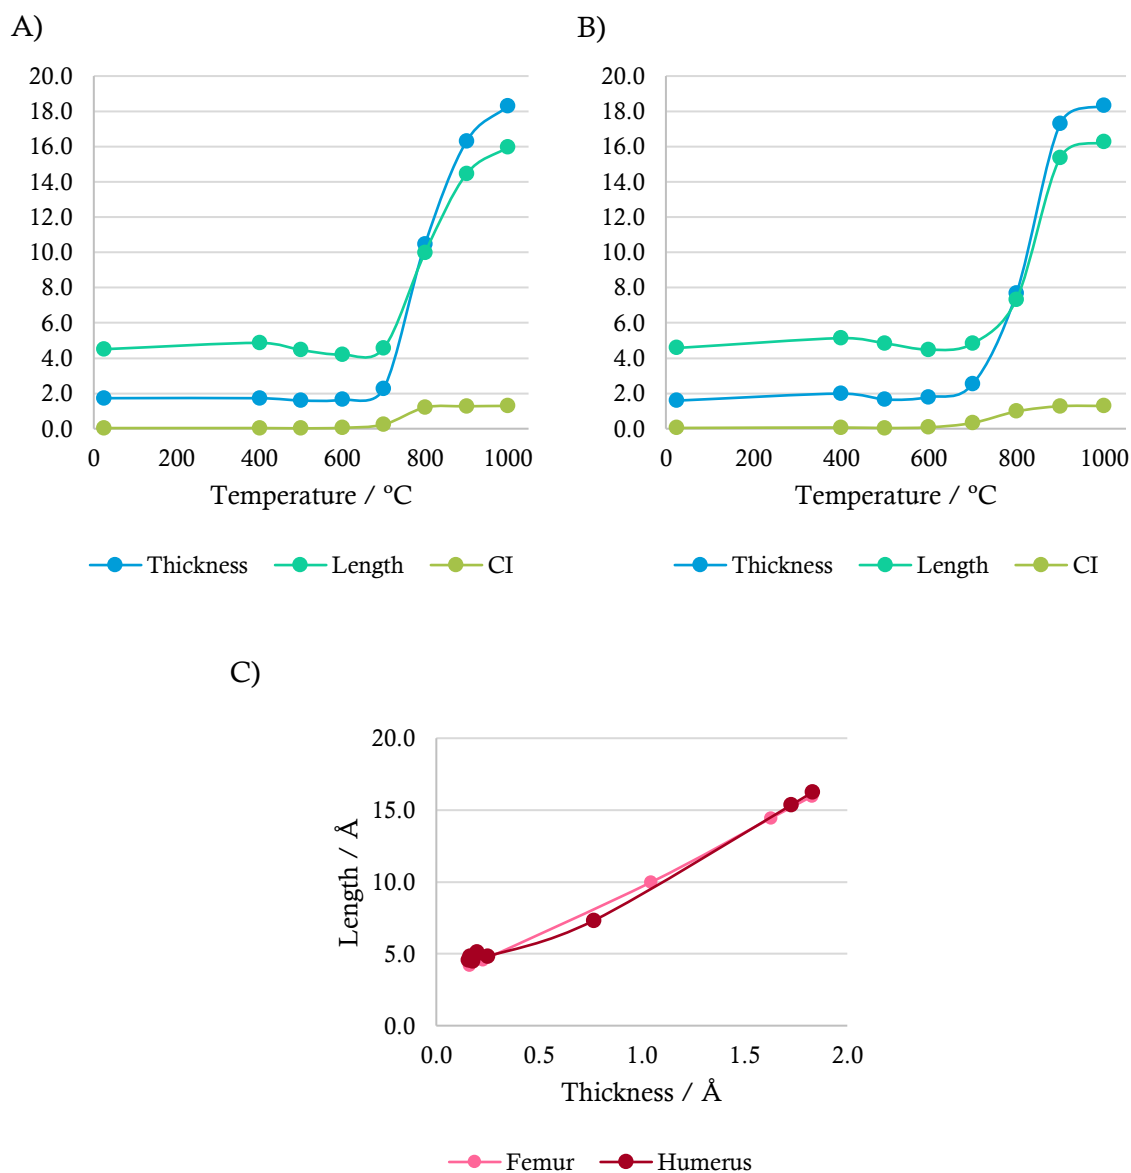 A)
B)
20.0
18.0
16.0
14.0
12.0
10.0
8.0
6.0
4.0
2.0
0.0
0 200 400 600 800 1000
Temperature / ºC
Thickness Length CI
20.0
18.0
16.0
14.0
12.0
10.0
8.0
6.0
4.0
2.0
0.0
0 200 400 600 800 1000
Temperature / ºC
Thickness Length CI
C)
20.0
15.0
10.0
5.0
0.0
Length / Å
0.0 0.5 1.0 1.5 2.0
Thickness / Å
Femur Humerus